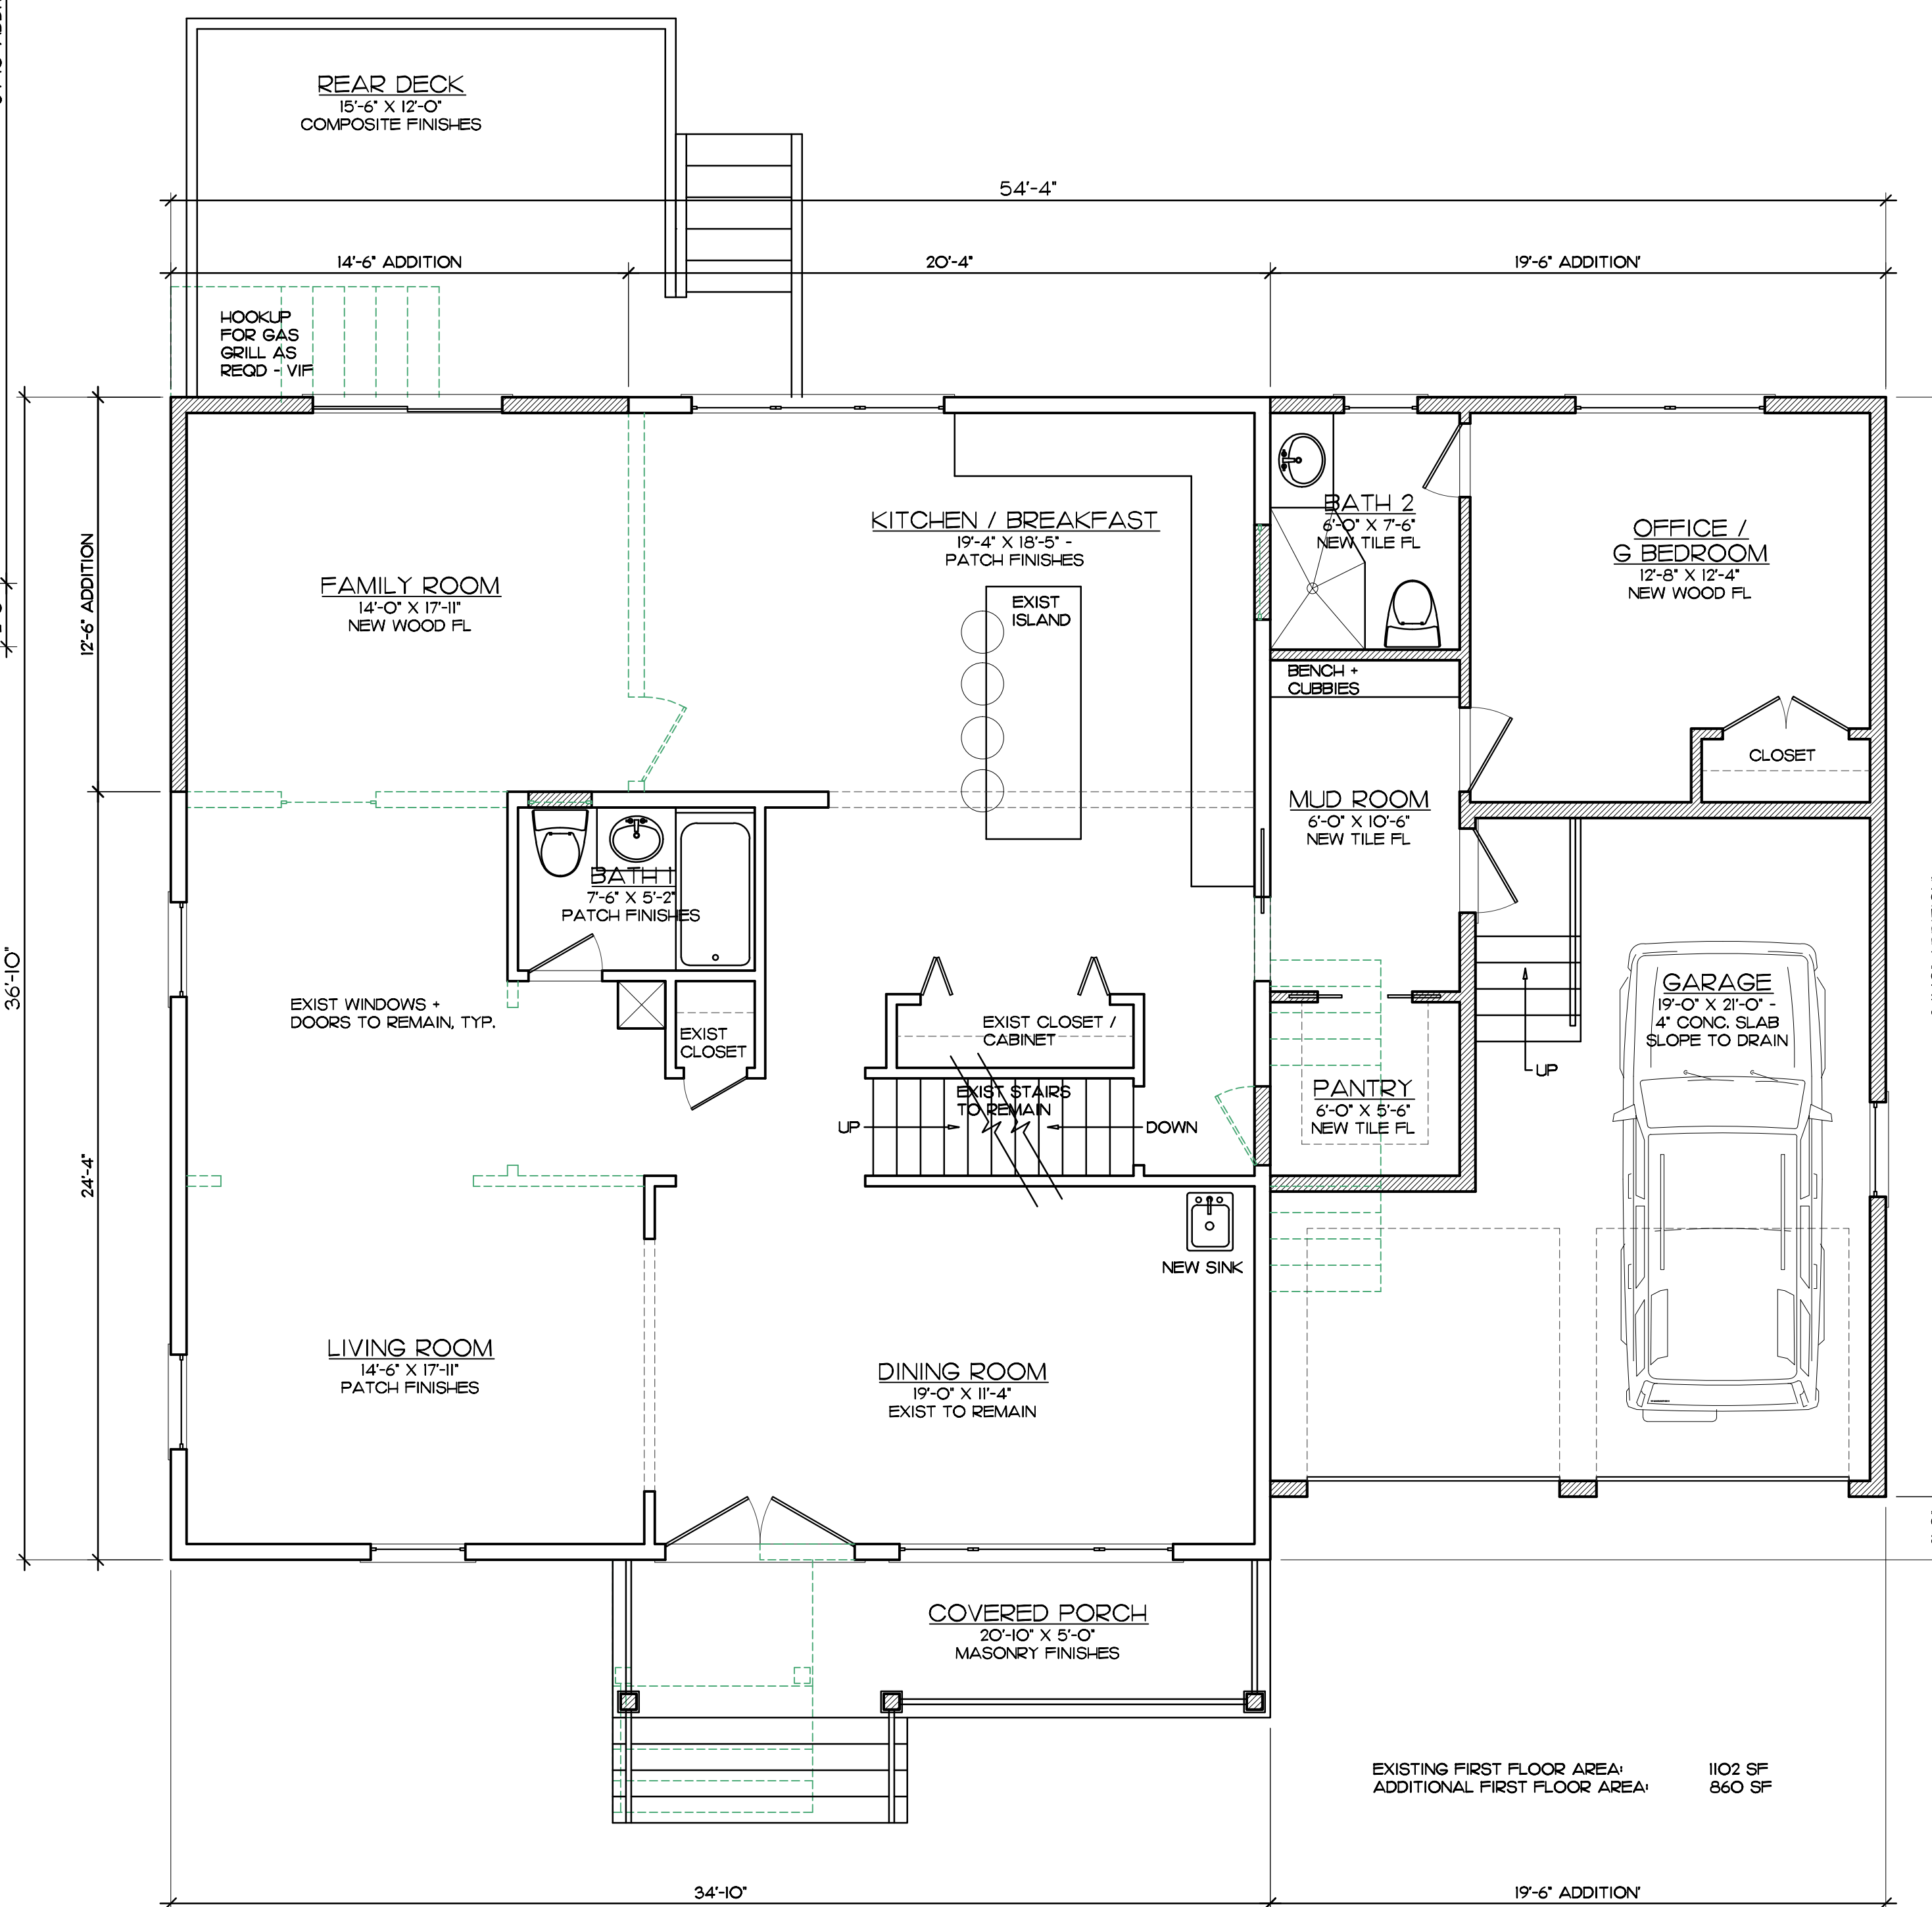 REAR DECK
15'-6" X 12'-0"
COMPOSITE FINISHES
54'-4"
14'-6" ADDITION
20'-4"
19'-6" ADDITION'
HOOKUP
FOR GAS
GRILL AS
REQD - VIF
12'-6" ADDITION
36'-10"
24'-4"
FAMILY ROOM
14'-0" X 17'-11"
NEW WOOD FL
KITCHEN / BREAKFAST
19'-4" X 18'-5" -
PATCH FINISHES
EXIST
ISLAND
BATH 2
6'-0" X 7'-6"
NEW TILE FL
OFFICE /
G BEDROOM
12'-8" X 12'-4"
NEW WOOD FL
BENCH +
CUBBIES
CLOSET
MUD ROOM
6'-0" X 10'-6"
NEW TILE FL
BATH 1
7'-6" X 5'-2"
PATCH FINISHES
EXIST WINDOWS +
DOORS TO REMAIN, TYP.
EXIST
CLOSET
EXIST CLOSET /
CABINET
EXIST STAIRS
TO REMAIN
UP
DOWN
PANTRY
6'-0" X 5'-6"
NEW TILE FL
UP
GARAGE
19'-0" X 21'-0" -
4" CONC. SLAB
SLOPE TO DRAIN
NEW SINK
LIVING ROOM
14'-6" X 17'-11"
PATCH FINISHES
DINING ROOM
19'-0" X 11'-4"
EXIST TO REMAIN
COVERED PORCH
20'-10" X 5'-0"
MASONRY FINISHES
EXISTING FIRST FLOOR AREA: 1102 SF
ADDITIONAL FIRST FLOOR AREA: 860 SF
34'-10"
19'-6" ADDITION'